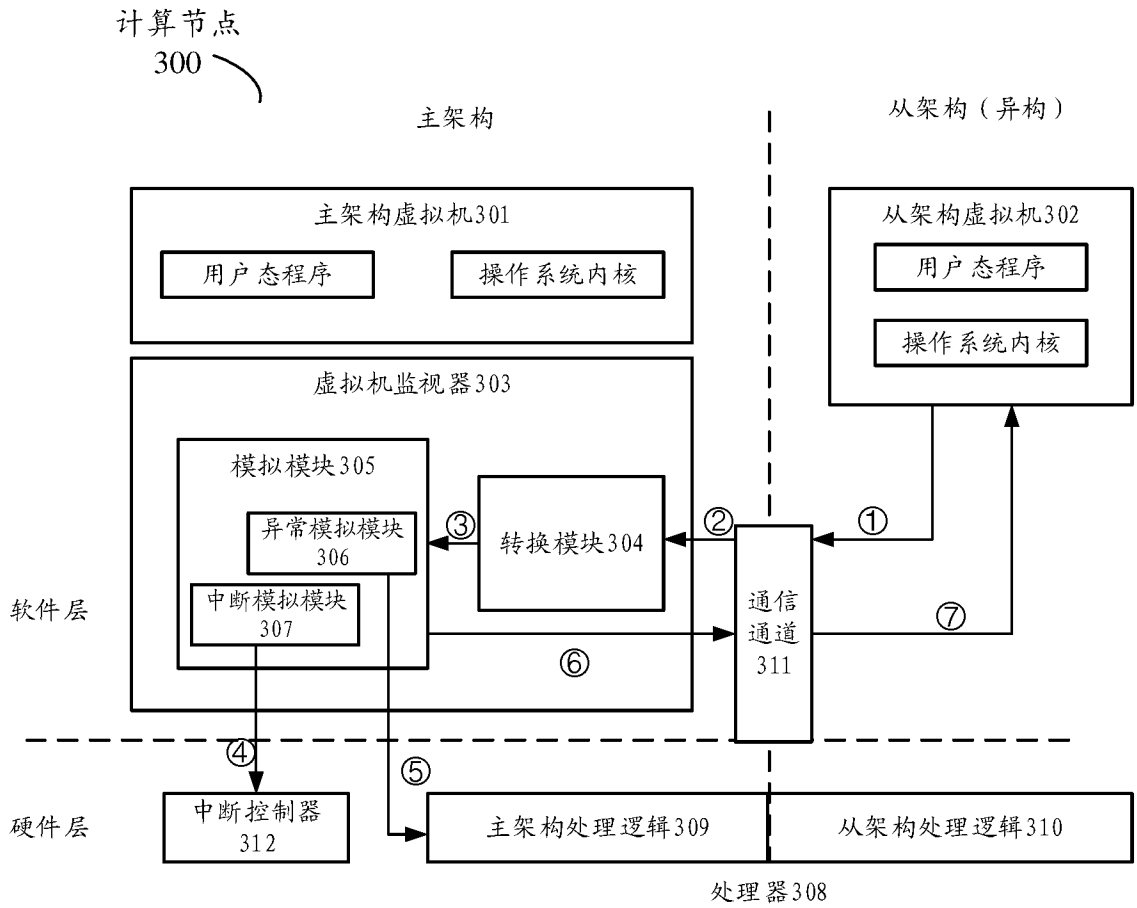 计算节点
300
主架构
从架构（异构）
主架构虚拟机301
用户态程序
操作系统内核
从架构虚拟机302
用户态程序
操作系统内核
虚拟机监视器303
模拟模块305
异常模拟模块
306
中断模拟模块
307
③
转换模块304
②
①
通信
通道
311
⑦
⑥
软件层
④
⑤
硬件层
中断控制器
312
主架构处理逻辑309
从架构处理逻辑310
处理器308